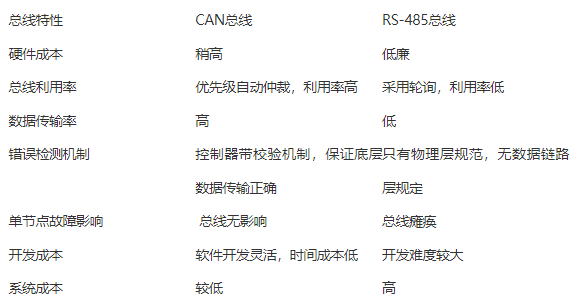 总线特性 CAN总线 RS-485总线
硬件成本 稍高 低廉
总线利用率 优先级自动仲裁，利用率高 采用轮询，利用率低
数据传输率 高 低
错误检测机制 控制器带校验机制，保证底层 只有物理层规范，无数据链路
数据传输正确 层规定
单节点故障影响 总线无影响 总线瘫痪
开发成本 软件开发灵活，时间成本低 开发难度较大
系统成本 较低 高